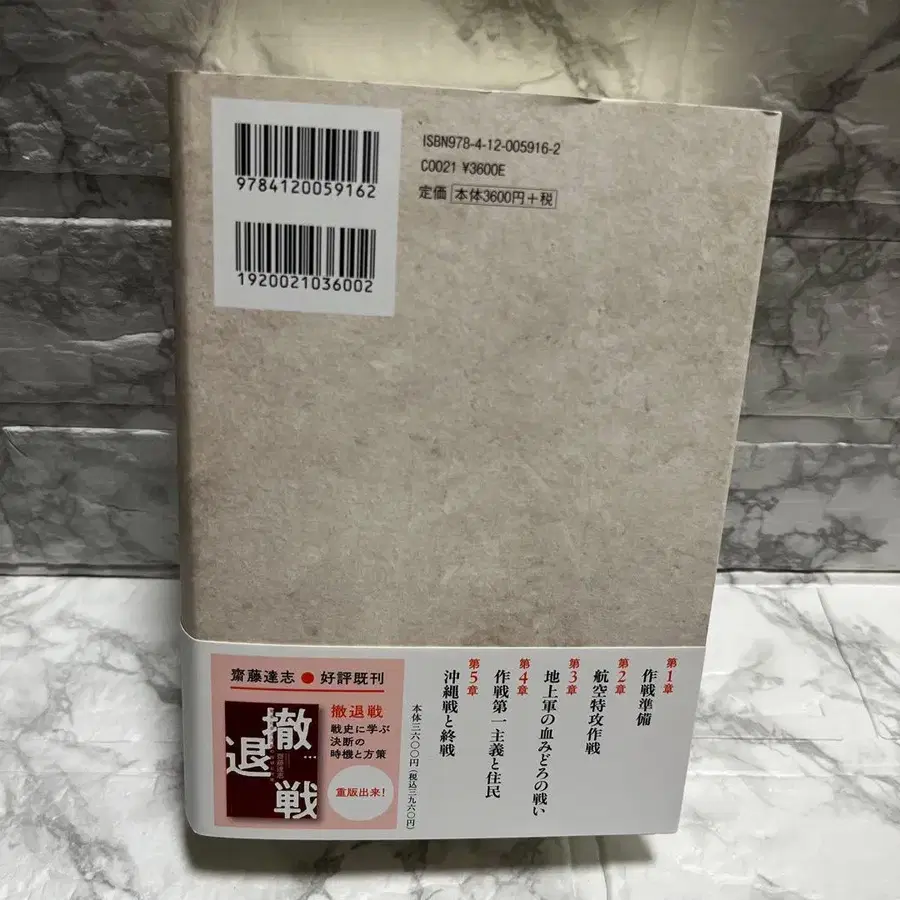 9784120059162
1920021036002
ISBN978-4-12-005916-2
C0021 ¥3600E
定価 本体3600円+税
第1章
作戦準備
第2章
航空特攻作戦
第3章
地上軍の血みどろの戦い
第4章
作戦第一主義と住民
第5章
沖縄戦と終戦
本体三六〇〇円(税込三九六〇円)
齋藤達志●好評既刊
撤退戦
戦史に学ぶ
決断の
時機と方策
重版出来!
撤退戦
齋藤達志